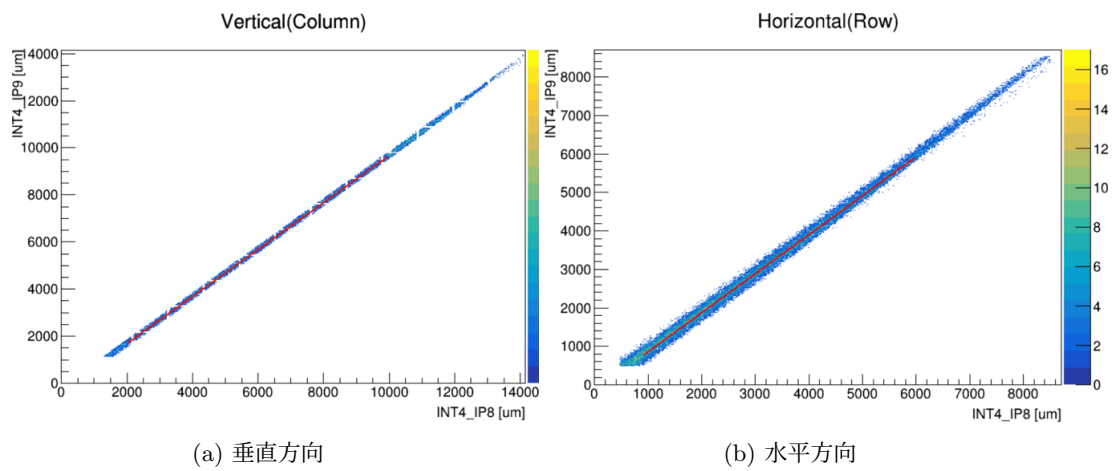 Vertical(Column)
INT4_IP9 [um]
14000
12000
10000
8000
6000
4000
2000
0
0 2000 4000 6000 8000 10000 12000 14000
INT4_IP8 [um]
(a) 垂直方向
Horizontal(Row)
INT4_IP9 [um]
8000
7000
6000
5000
4000
3000
2000
1000
0
0 1000 2000 3000 4000 5000 6000 7000 8000
INT4_IP8 [um]
16
14
12
10
8
6
4
2
0
(b) 水平方向